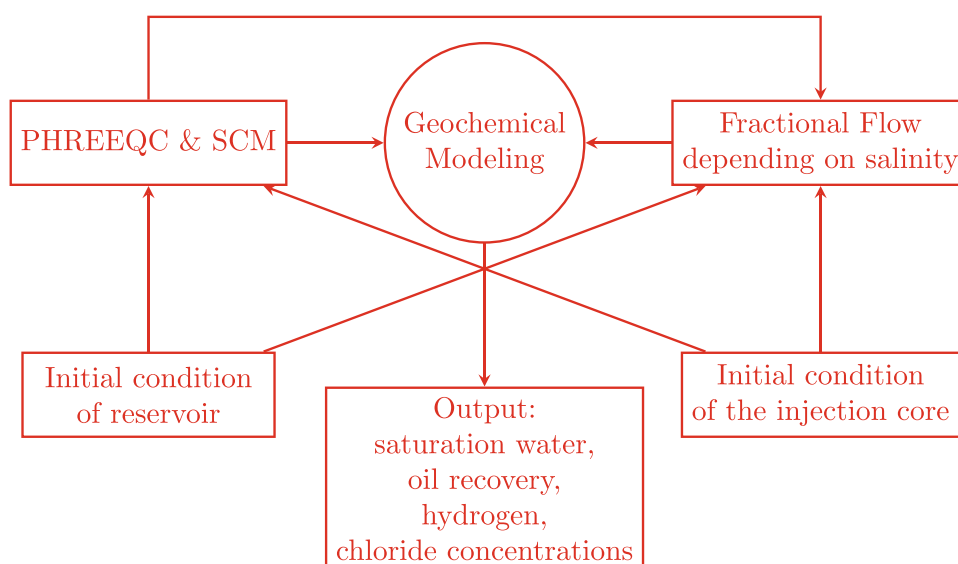 PHREEQC & SCM
Geochemical
Modeling
Fractional Flow
depending on salinity
Initial condition
of reservoir
Output:
saturation water,
oil recovery,
hydrogen,
chloride concentrations
Initial condition
of the injection core